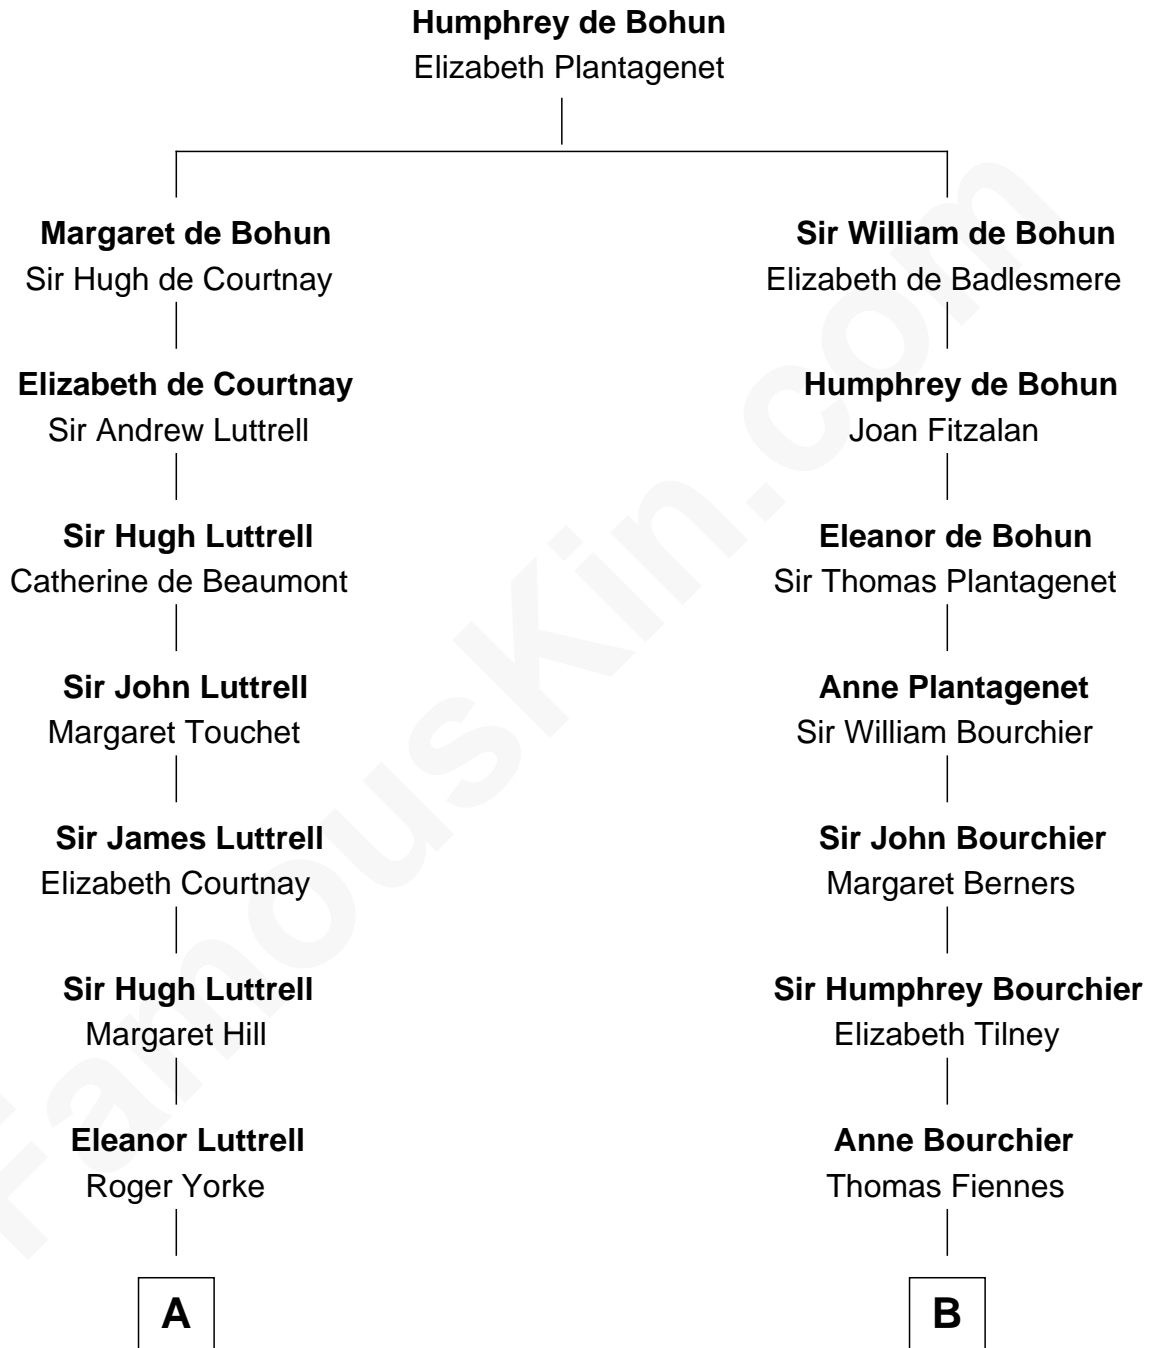 Humphrey de Bohun
Elizabeth Plantagenet
Margaret de Bohun
Sir Hugh de Courtnay
Sir William de Bohun
Elizabeth de Badlesmere
Elizabeth de Courtnay
Sir Andrew Luttrell
Humphrey de Bohun
Joan Fitzalan
Sir Hugh Luttrell
Catherine de Beaumont
Eleanor de Bohun
Sir Thomas Plantagenet
Sir John Luttrell
Margaret Touchet
Anne Plantagenet
Sir William Bourchier
Sir James Luttrell
Elizabeth Courtnay
Sir John Bourchier
Margaret Berners
Sir Hugh Luttrell
Margaret Hill
Sir Humphrey Bourchier
Elizabeth Tilney
Eleanor Luttrell
Roger Yorke
Anne Bourchier
Thomas Fiennes
A
B
FamousKin.com